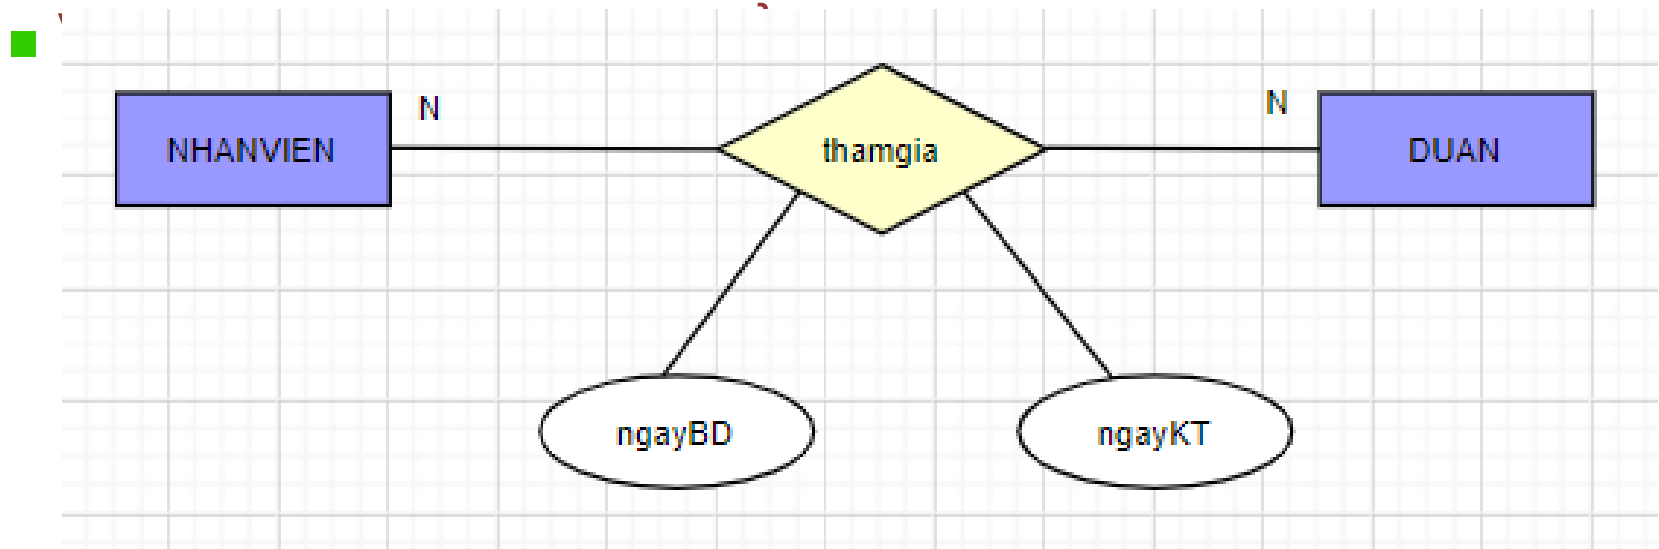 N
N
NHANVIEN
thamgia
DUAN
ngayBD
ngayKT